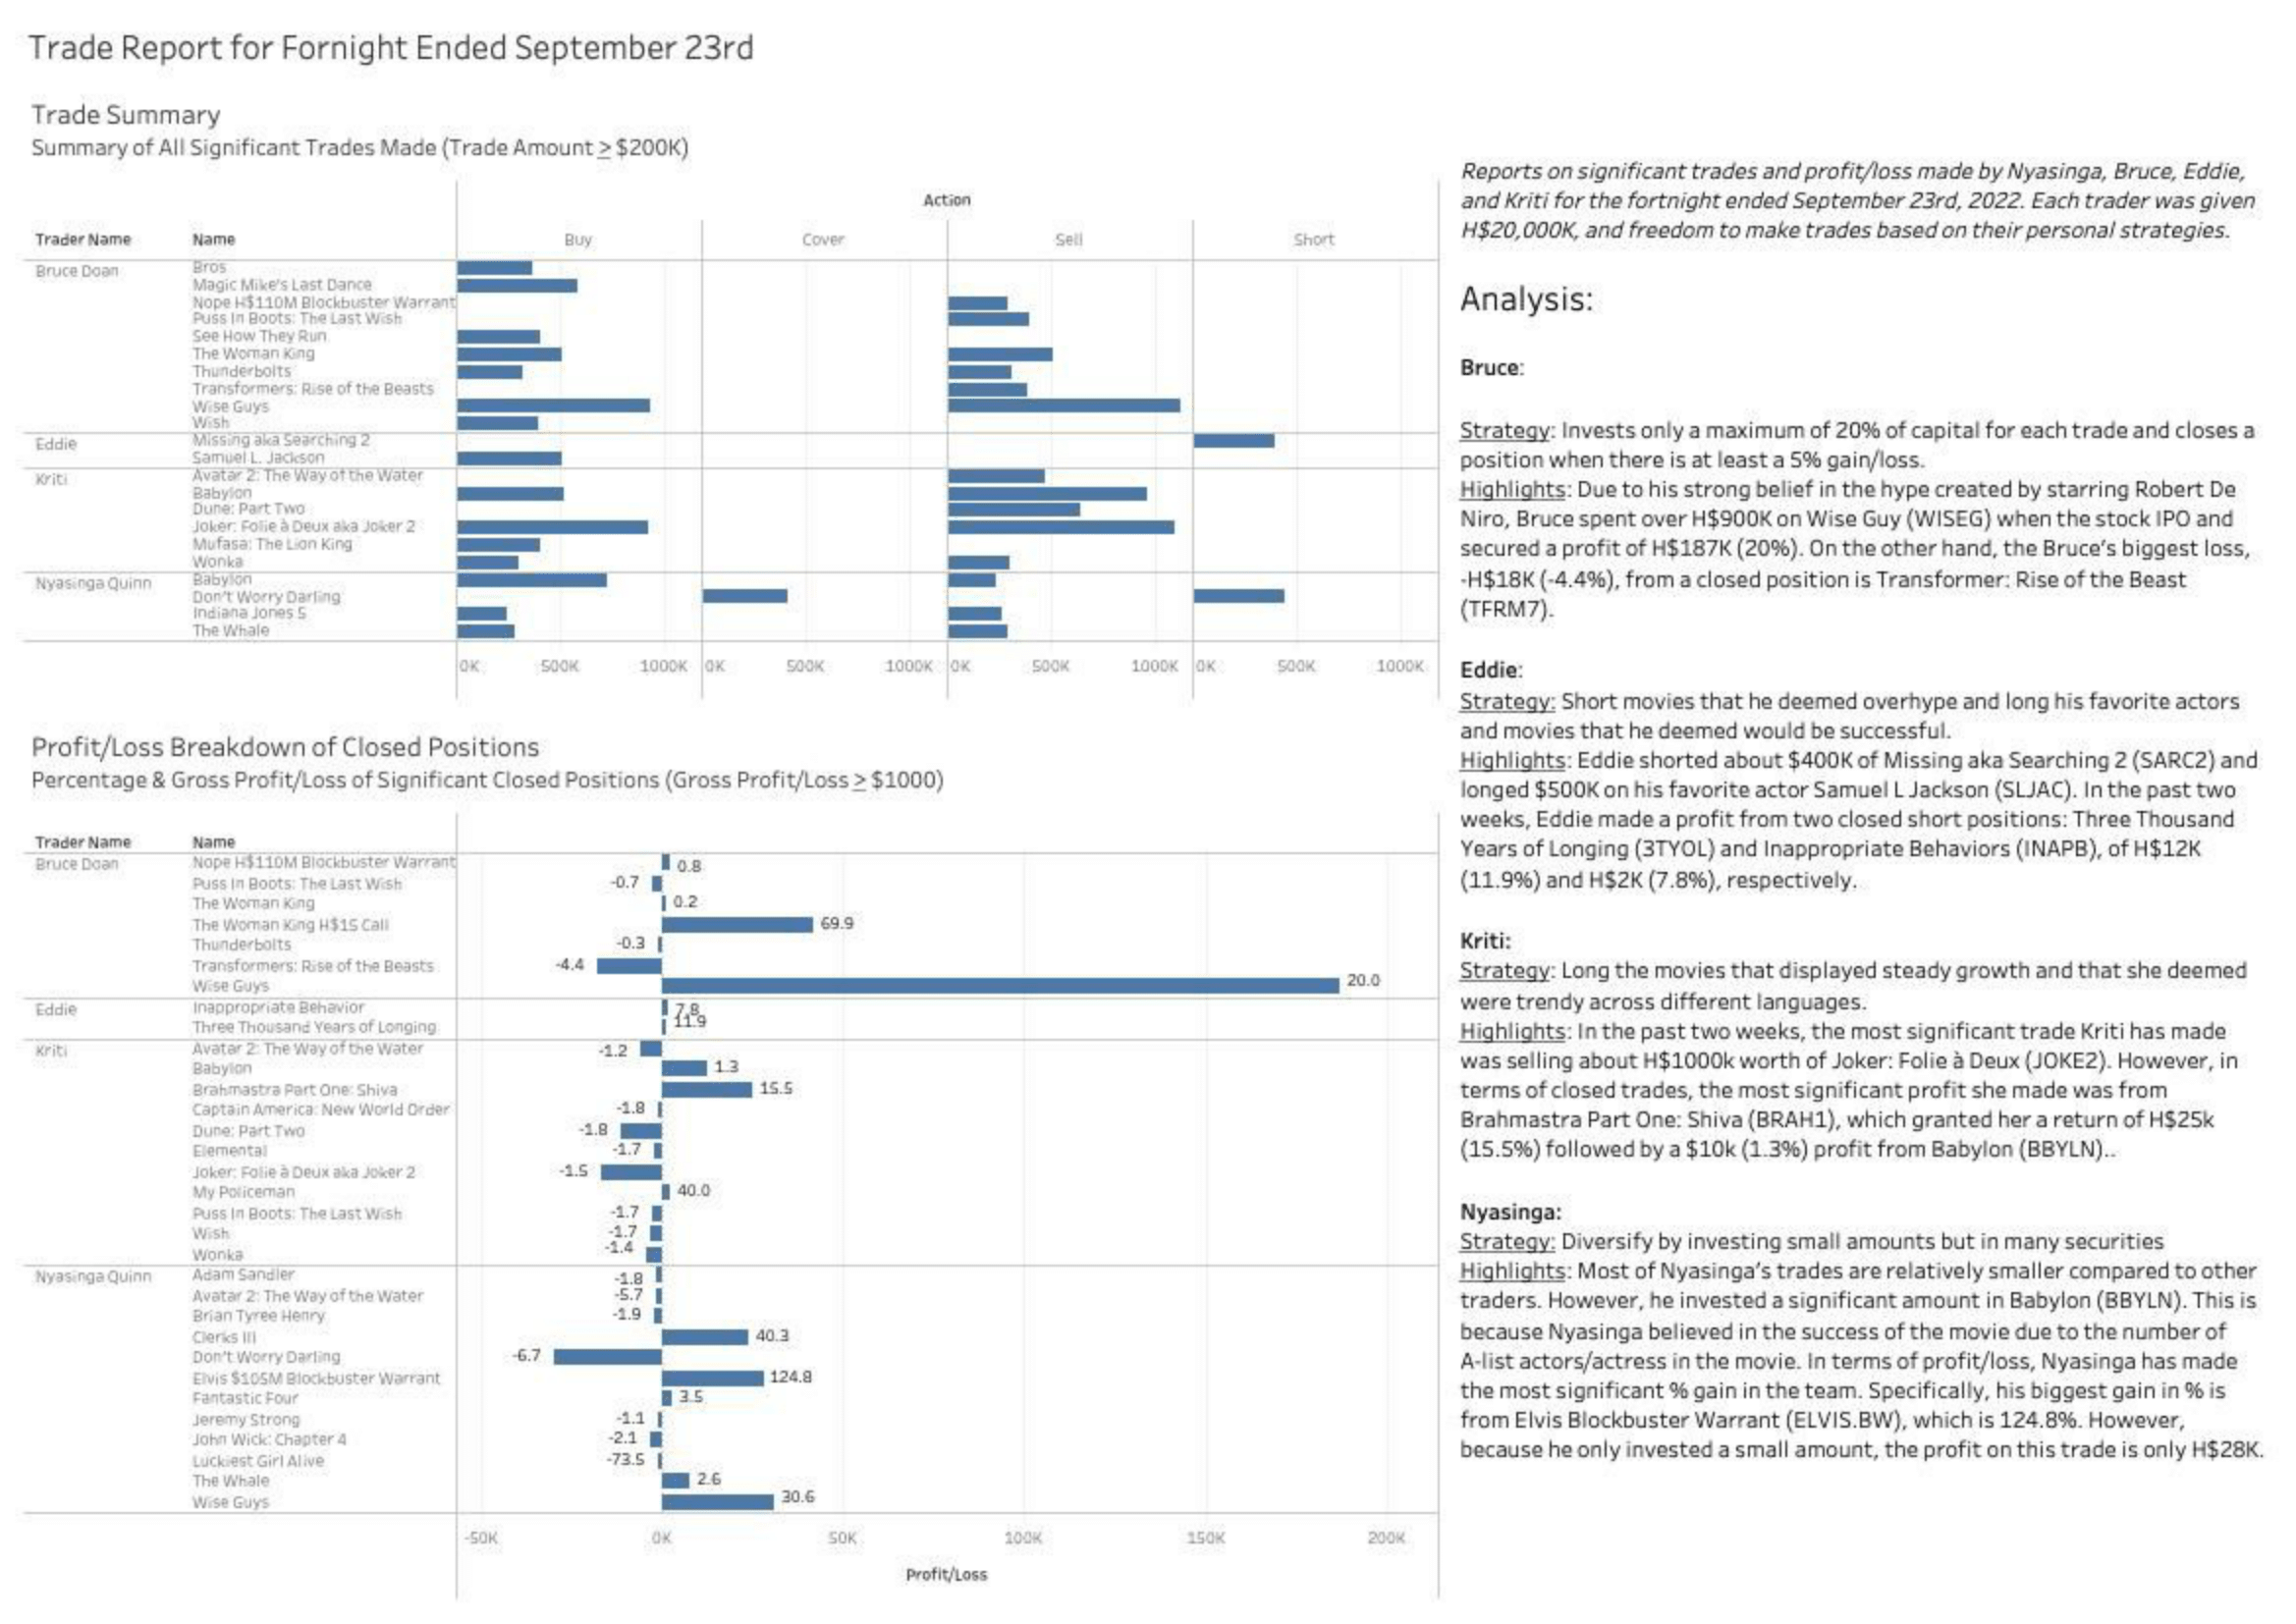 Trade Report for Fornight Ended September 23rd
Trade Summary
Summary of All Significant Trades Made (Trade Amount ≥ $200K)
Action
Trader Name Name Buy Cover Sell Short
Bruce Doan Bros
Magic Mike's Last Dance
Nope H$110M Blockbuster Warrant
Puss In Boots: The Last Wish
See How They Run
The Woman King
Thunderbolts
Transformers: Rise of the Beasts
Wise Guys
Wish
Eddie Missing aka Searching 2
Samuel L. Jackson
Kriti Avatar 2: The Way of the Water
Babylon
Dune: Part Two
Joker: Folie à Deux aka Joker 2
Mufasa: The Lion King
Wonka
Nyasinga Quinn Babylon
Don't Worry Darling
Indiana Jones 5
The Whale
0K 500K 1000K 0K 500K 1000K 0K 500K 1000K 0K 500K 1000K
Profit/Loss Breakdown of Closed Positions
Percentage & Gross Profit/Loss of Significant Closed Positions (Gross Profit/Loss ≥ $1000)
Trader Name Name
Bruce Doan Nope H$110M Blockbuster Warrant 0.8
Puss In Boots: The Last Wish -0.7
The Woman King 0.2
The Woman King H$15 Call 69.9
Thunderbolts -0.3
Transformers: Rise of the Beasts -4.4
Wise Guys 20.0
Eddie Inappropriate Behavior 7.8
Three Thousand Years of Longing 11.9
Kriti Avatar 2: The Way of the Water -1.2
Babylon 1.3
Brahmastra Part One: Shiva 15.5
Captain America: New World Order -1.8
Dune: Part Two -1.8
Elemental -1.7
Joker: Folie à Deux aka Joker 2 -1.5
My Policeman 40.0
Puss In Boots: The Last Wish -1.7
Wish -1.7
Wonka -1.4
Nyasinga Quinn Adam Sandler -1.8
Avatar 2: The Way of the Water -5.7
Brian Tyree Henry -1.9
Clerks III 40.3
Don't Worry Darling -6.7
Elvis $105M Blockbuster Warrant 124.8
Fantastic Four 3.5
Jeremy Strong -1.1
John Wick: Chapter 4 -2.1
Luckiest Girl Alive -73.5
The Whale 2.6
Wise Guys 30.6
-50K 0K 50K 100K 150K 200K
Profit/Loss
Reports on significant trades and profit/loss made by Nyasinga, Bruce, Eddie,
and Kriti for the fortnight ended September 23rd, 2022. Each trader was given
H$20,000K, and freedom to make trades based on their personal strategies.
Analysis:
Bruce:
Strategy: Invests only a maximum of 20% of capital for each trade and closes a
position when there is at least a 5% gain/loss.
Highlights: Due to his strong belief in the hype created by starring Robert De
Niro, Bruce spent over H$900K on Wise Guy (WISEG) when the stock IPO and
secured a profit of H$187K (20%). On the other hand, the Bruce's biggest loss,
-H$18K (-4.4%), from a closed position is Transformer: Rise of the Beast
(TFRM7).
Eddie:
Strategy: Short movies that he deemed overhype and long his favorite actors
and movies that he deemed would be successful.
Highlights: Eddie shorted about $400K of Missing aka Searching 2 (SARC2) and
longed $500K on his favorite actor Samuel L Jackson (SLJAC). In the past two
weeks, Eddie made a profit from two closed short positions: Three Thousand
Years of Longing (3TYOL) and Inappropriate Behaviors (INAPB), of H$12K
(11.9%) and H$2K (7.8%), respectively.
Kriti:
Strategy: Long the movies that displayed steady growth and that she deemed
were trendy across different languages.
Highlights: In the past two weeks, the most significant trade Kriti has made
was selling about H$1000k worth of Joker: Folie à Deux (JOKE2). However, in
terms of closed trades, the most significant profit she made was from
Brahmastra Part One: Shiva (BRAH1), which granted her a return of H$25k
(15.5%) followed by a $10k (1.3%) profit from Babylon (BBYLN)..
Nyasinga:
Strategy: Diversify by investing small amounts but in many securities
Highlights: Most of Nyasinga's trades are relatively smaller compared to other
traders. However, he invested a significant amount in Babylon (BBYLN). This is
because Nyasinga believed in the success of the movie due to the number of
A-list actors/actress in the movie. In terms of profit/loss, Nyasinga has made
the most significant % gain in the team. Specifically, his biggest gain in % is
from Elvis Blockbuster Warrant (ELVIS.BW), which is 124.8%. However,
because he only invested a small amount, the profit on this trade is only H$28K.